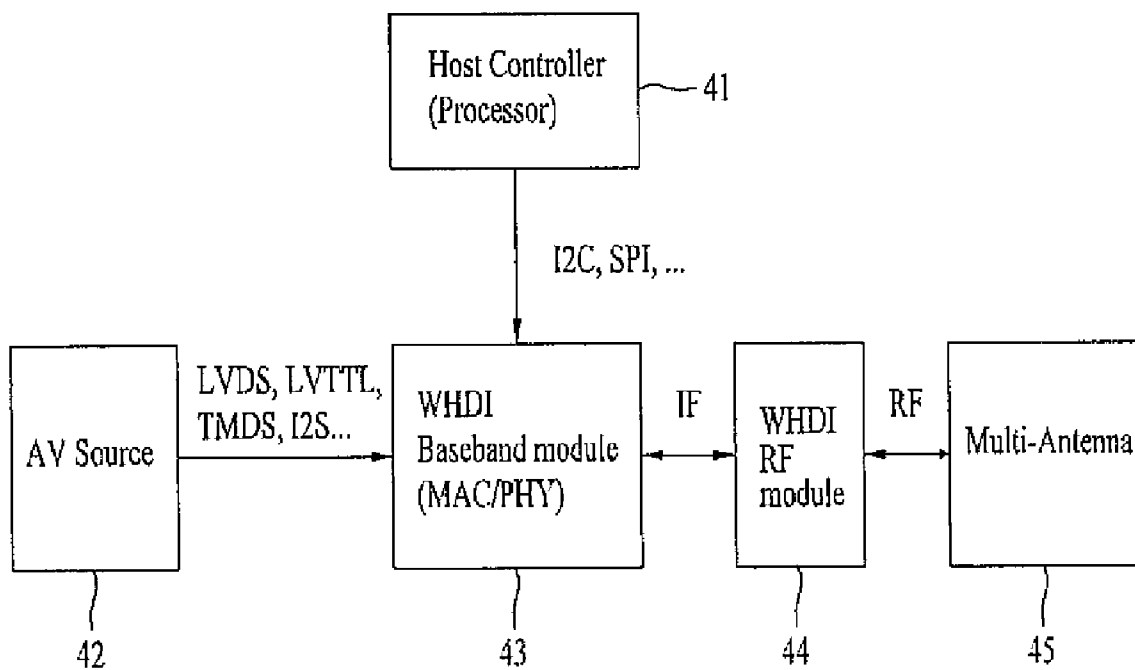 Host Controller
(Processor)
41
I2C, SPI, ...
LVDS, LVTTL,
TMDS, I2S...
AV Source
WHDI
Baseband module
(MAC/PHY)
IF
WHDI
RF
module
RF
Multi-Antenna
42
43
44
45